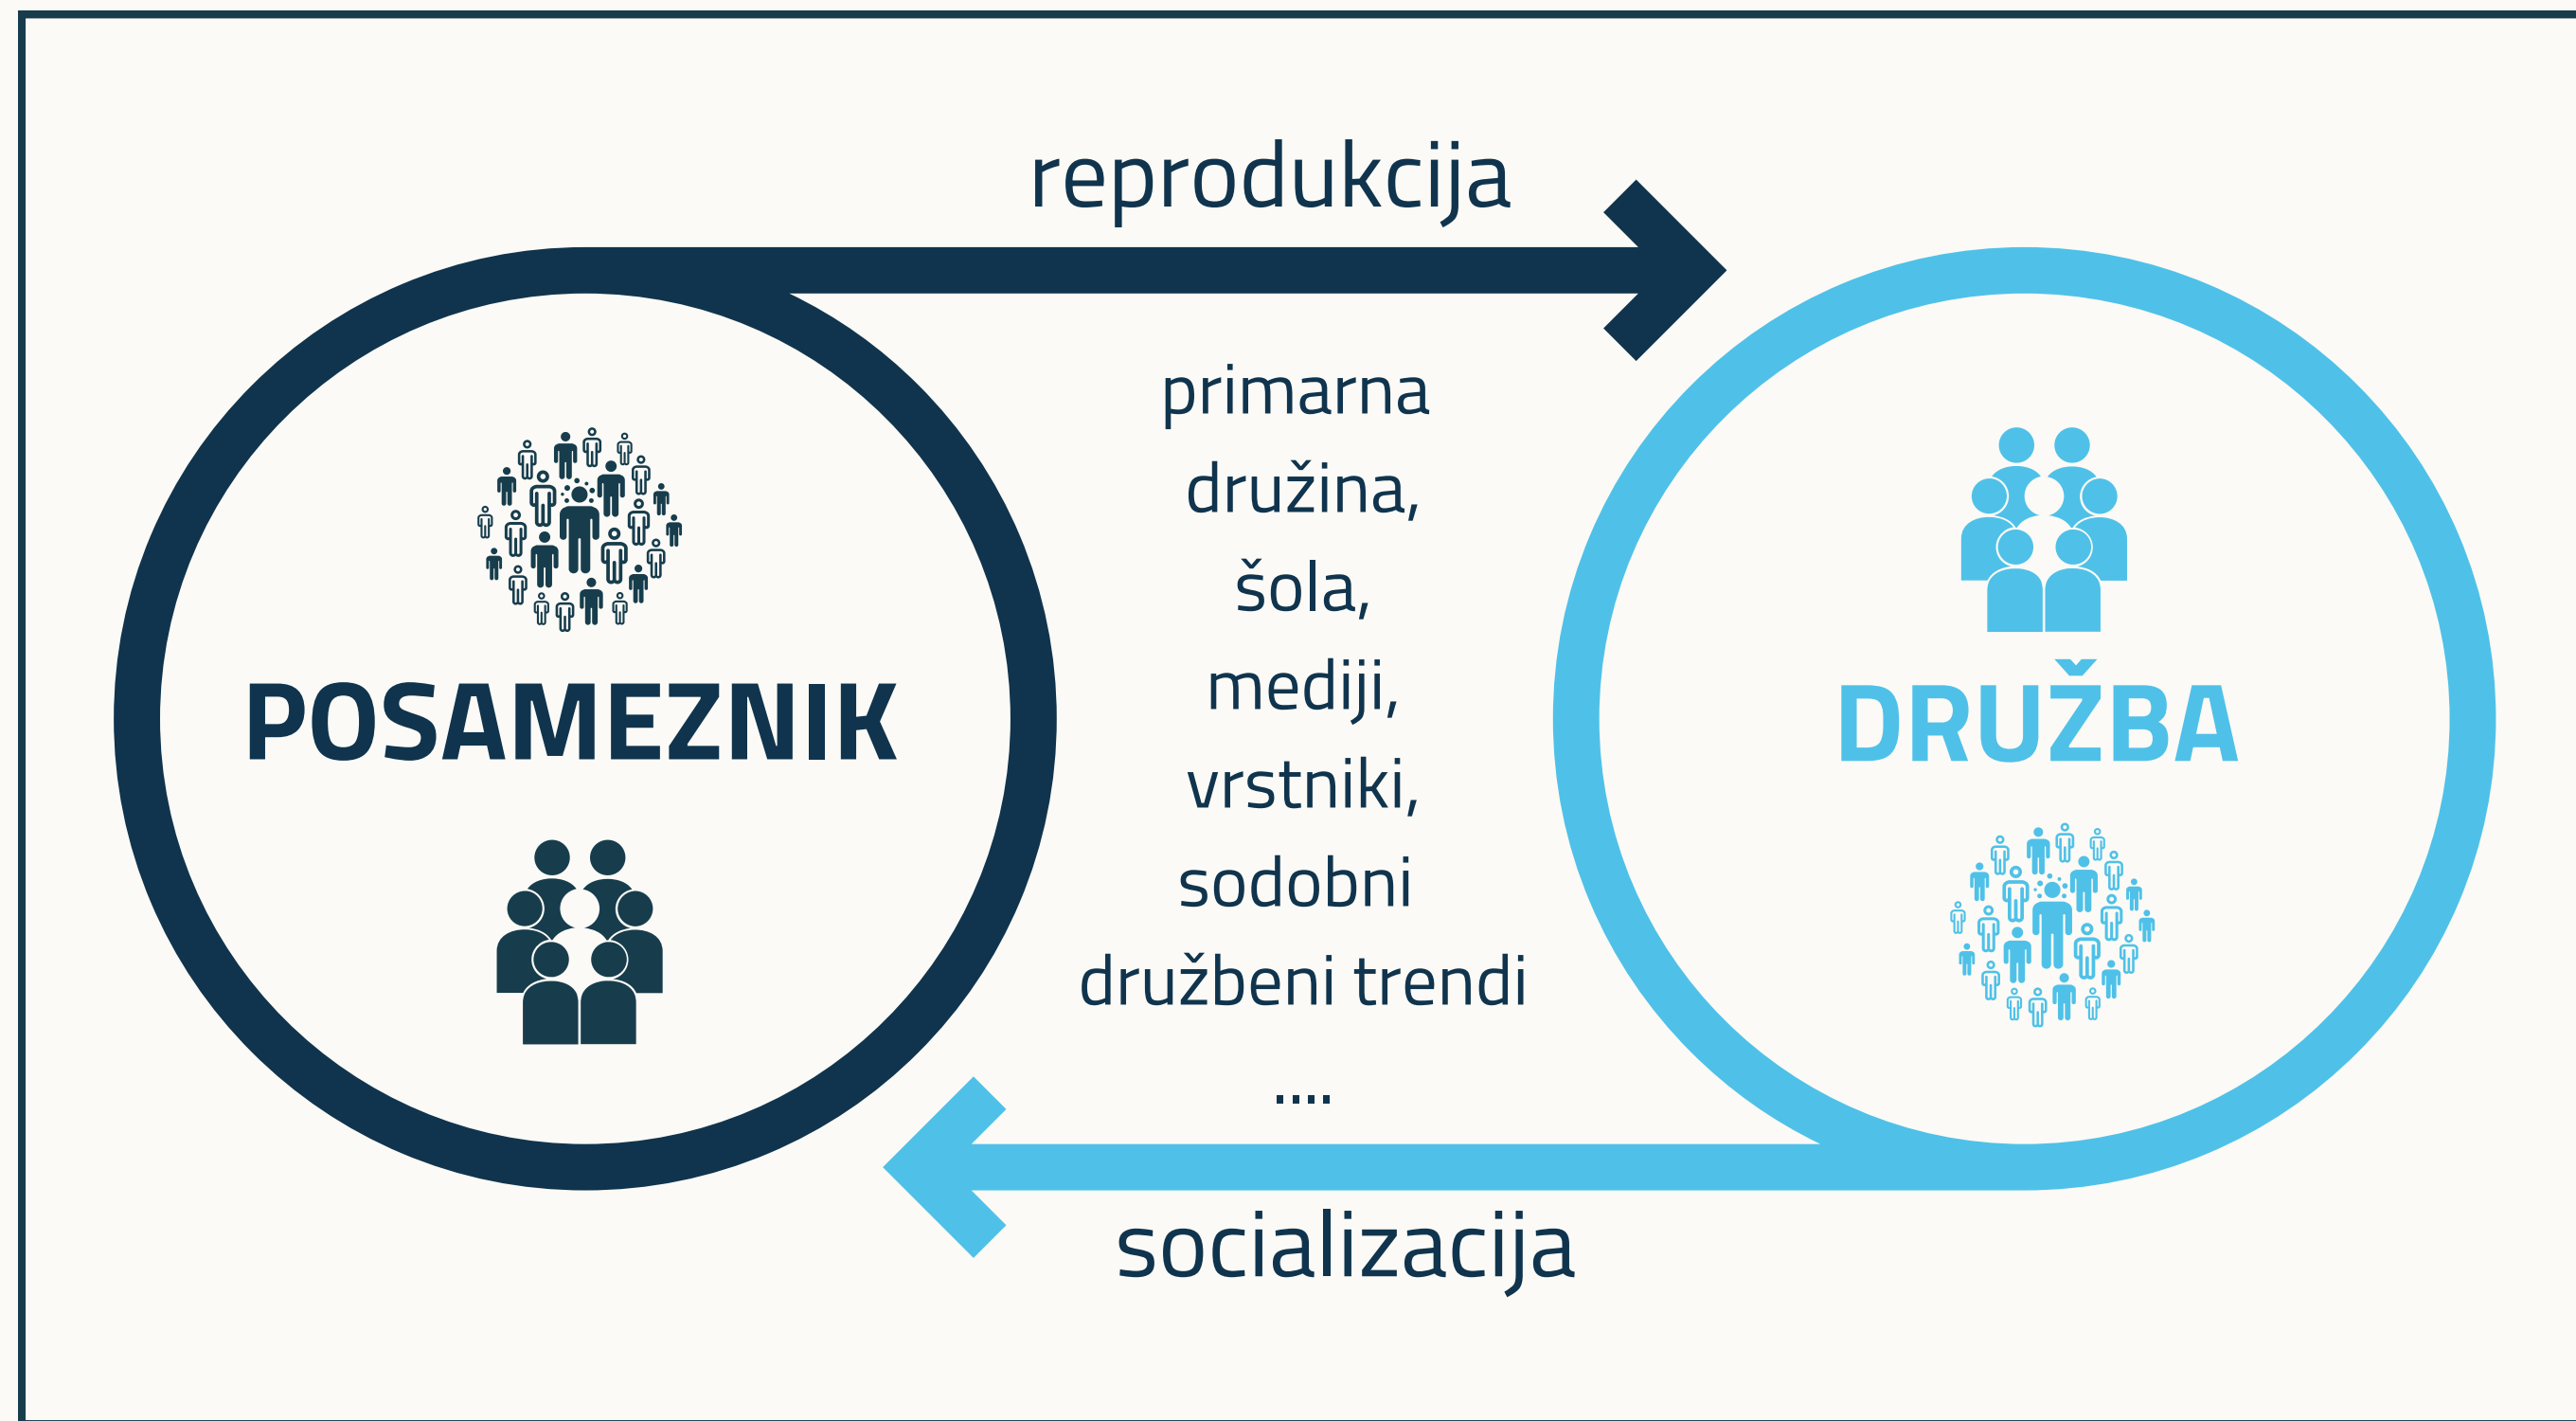 reprodukcija
primarna
družina,
šola,
mediji,
vrstniki,
sodobni
družbeni trendi
....
POSAMEZNIK
DRUŽBA
socializacija